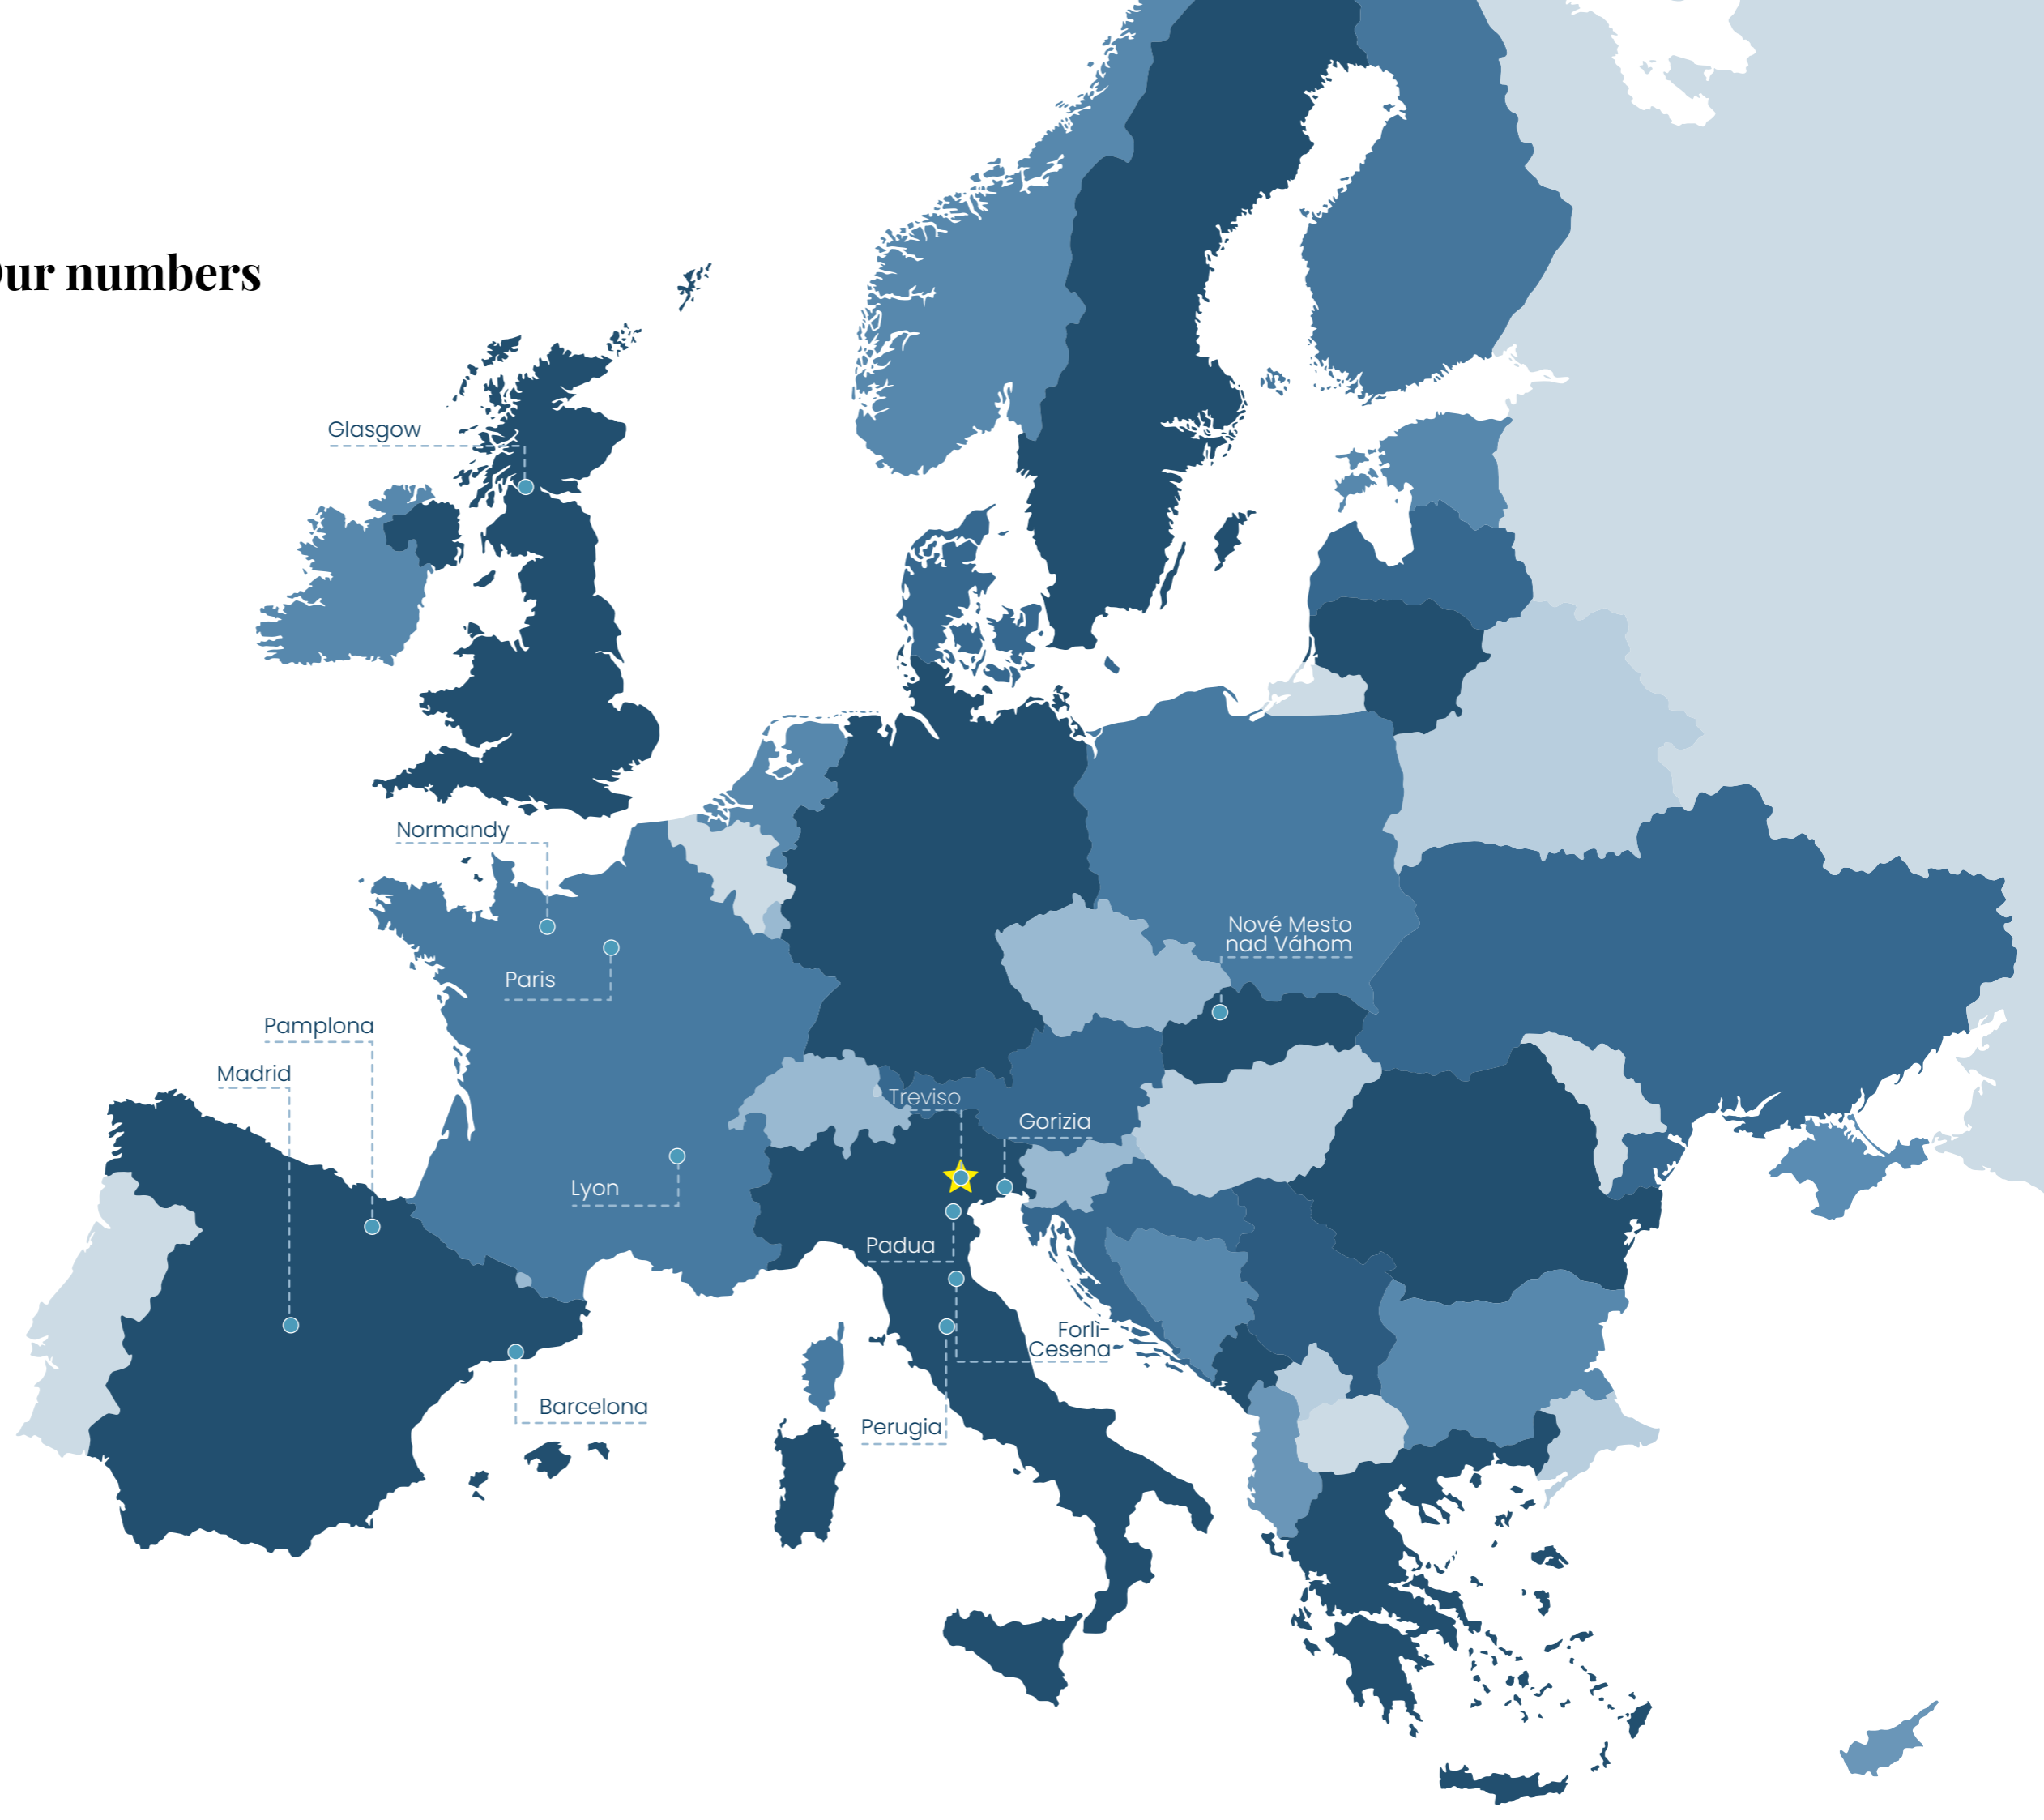 ur numbers
Glasgow
Normandy
Nové Mesto
nad Váhom
Paris
Pamplona
Madrid
Treviso
Gorizia
Lyon
Padua
Forlì-
Cesena
Barcelona
Perugia